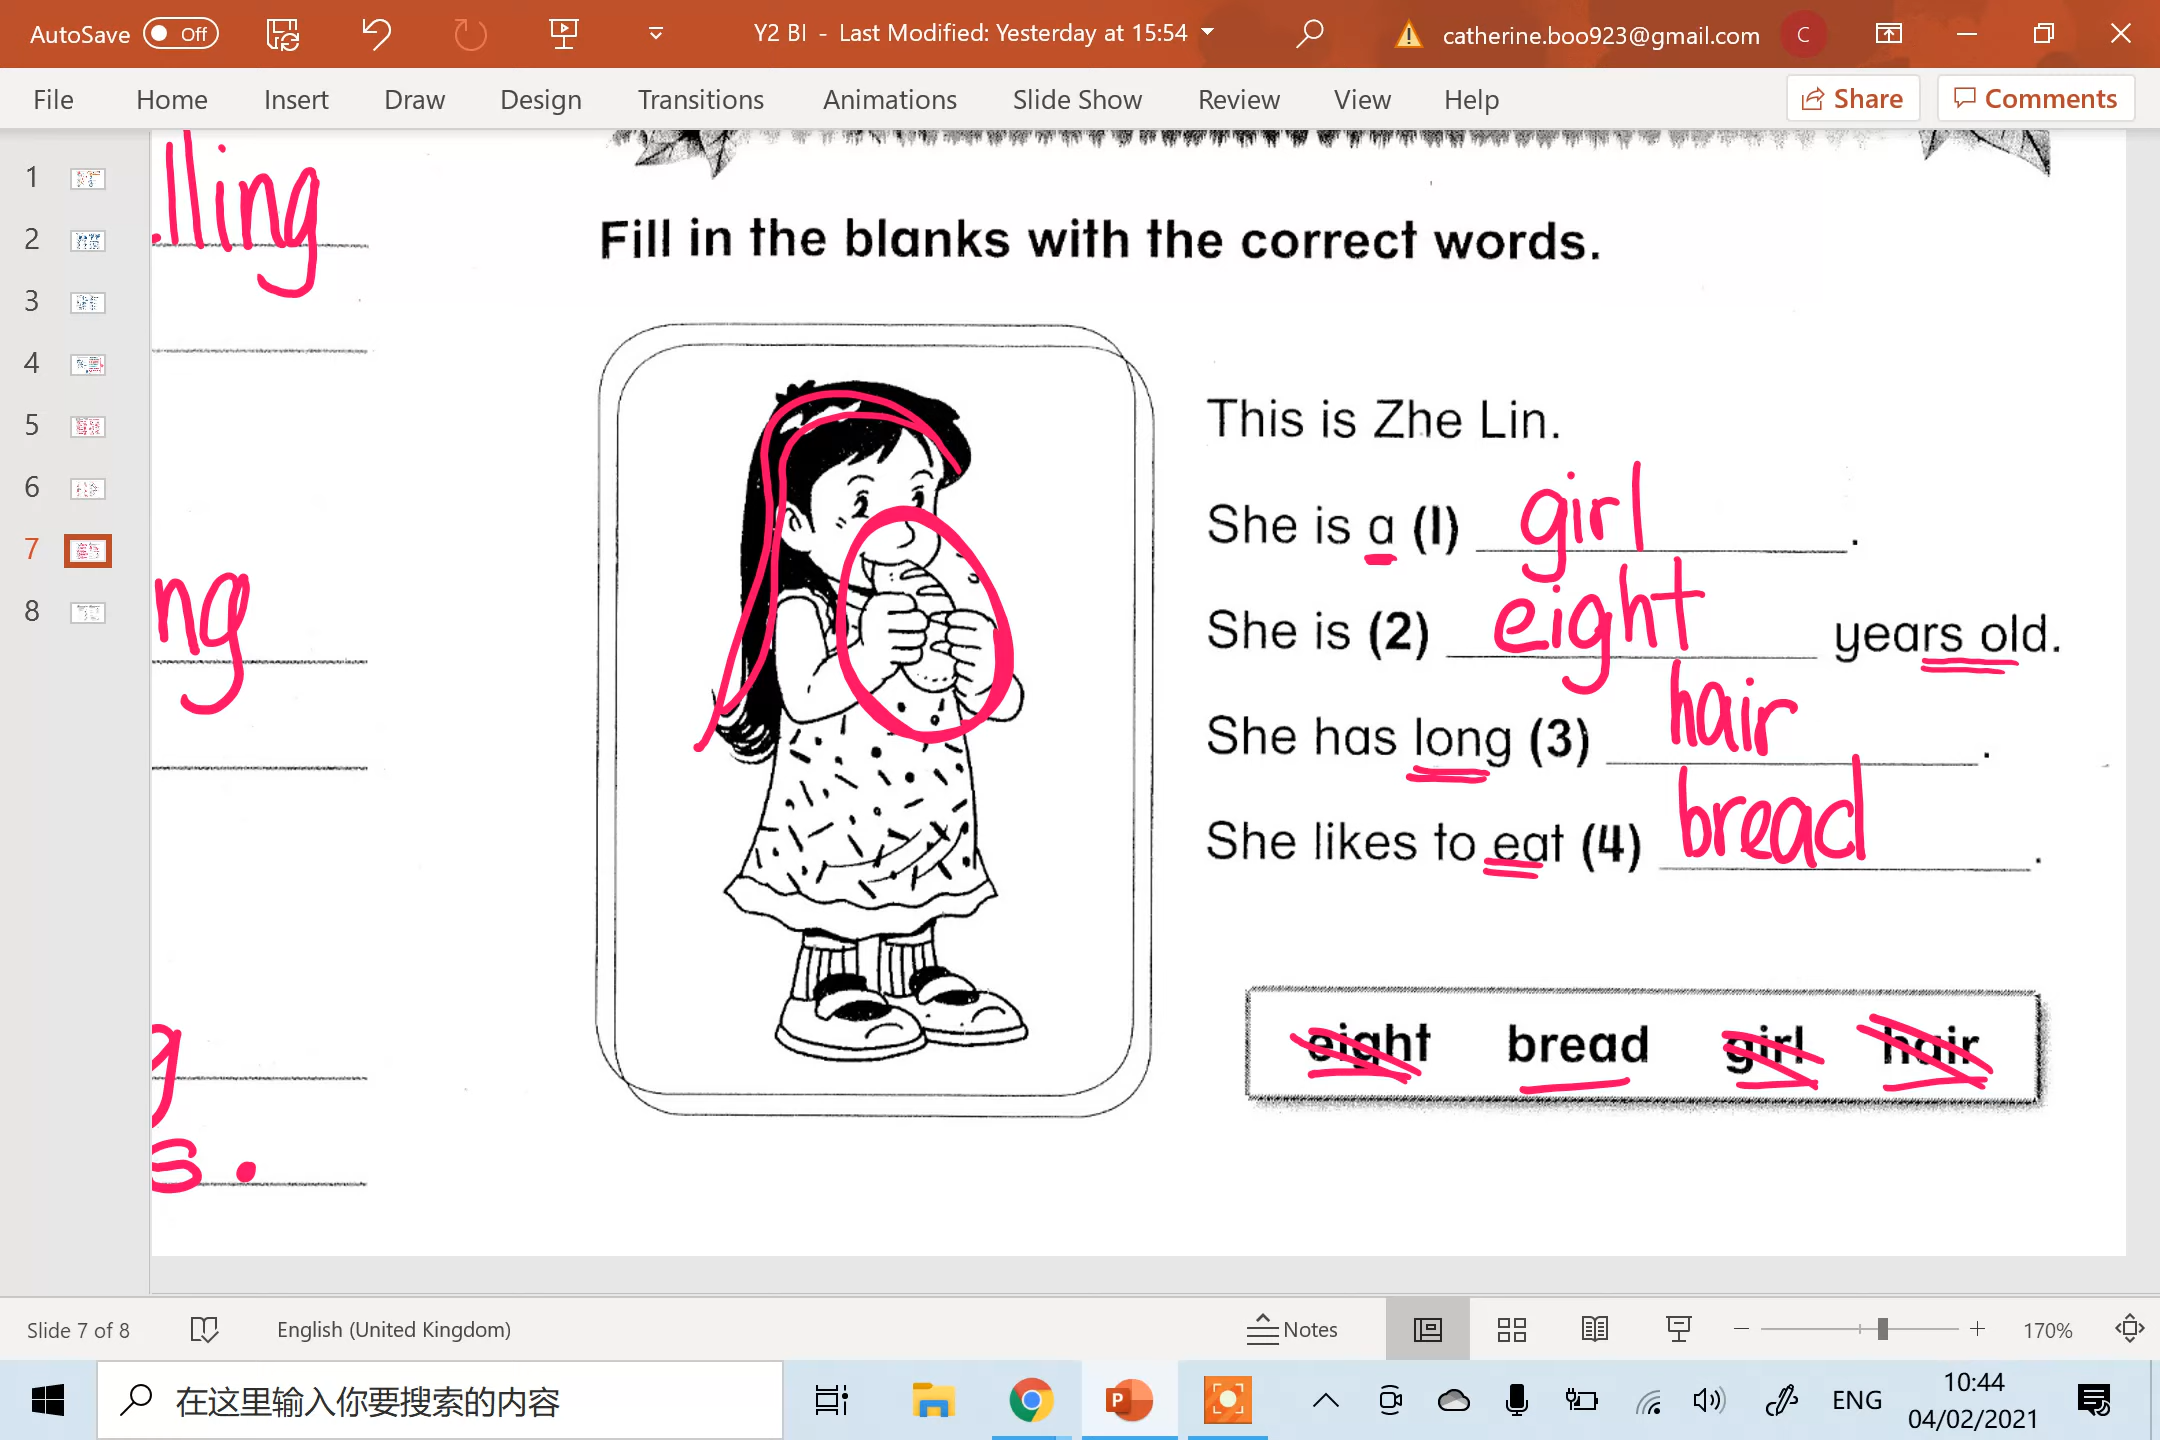 AutoSave Off Y2 BI - Last Modified: Yesterday at 15:54 catherine.boo923@gmail.com C
File Home Insert Draw Design Transitions Animations Slide Show Review View Help Share Comments
1
2
3
4
5
6
7
8
lling
ng
g
s.
Fill in the blanks with the correct words.
This is Zhe Lin.
She is a (1) girl.
She is (2) eight years old.
She has long (3) hair.
She likes to eat (4) bread.
eight bread girl hair
Slide 7 of 8 English (United Kingdom) Notes 170%
在这里输入你要搜索的内容 P ENG 10:44
04/02/2021